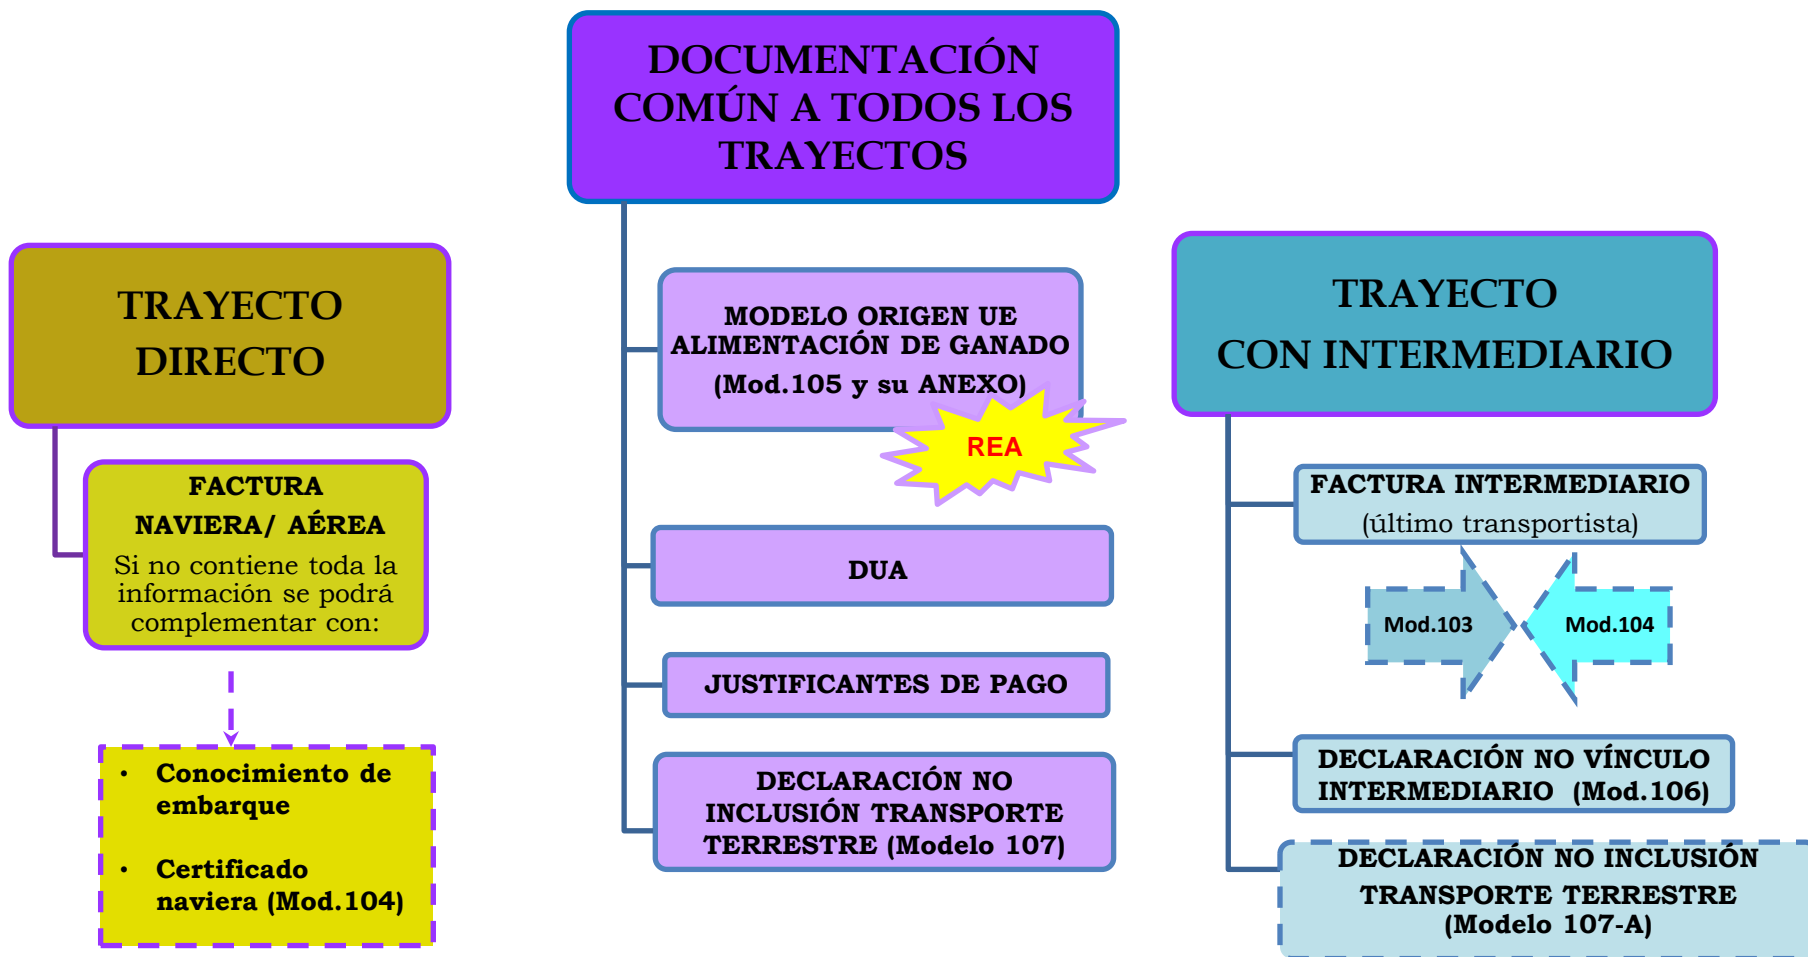 DOCUMENTACIÓN
COMÚN A TODOS LOS
TRAYECTOS
TRAYECTO
DIRECTO
FACTURA
NAVIERA/ AÉREA
Si no contiene toda la
información se podrá
complementar con:
• Conocimiento de
embarque
• Certificado
naviera (Mod.104)
MODELO ORIGEN UE
ALIMENTACIÓN DE GANADO
(Mod.105 y su ANEXO)
REA
DUA
JUSTIFICANTES DE PAGO
DECLARACIÓN NO
INCLUSIÓN TRANSPORTE
TERRESTRE (Modelo 107)
TRAYECTO
CON INTERMEDIARIO
FACTURA INTERMEDIARIO
(último transportista)
Mod.103
Mod.104
DECLARACIÓN NO VÍNCULO
INTERMEDIARIO (Mod.106)
DECLARACIÓN NO INCLUSIÓN
TRANSPORTE TERRESTRE
(Modelo 107-A)